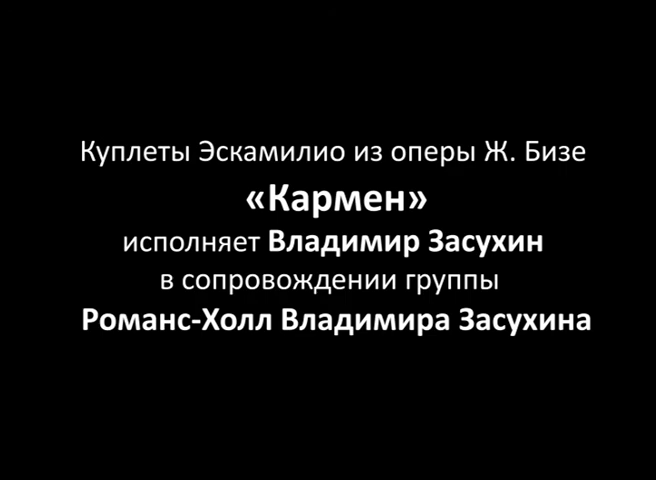 Куплеты Эскамилио из оперы Ж. Бизе
«Кармен»
исполняет Владимир Засухин
в сопровождении группы
Романс-Холл Владимира Засухина